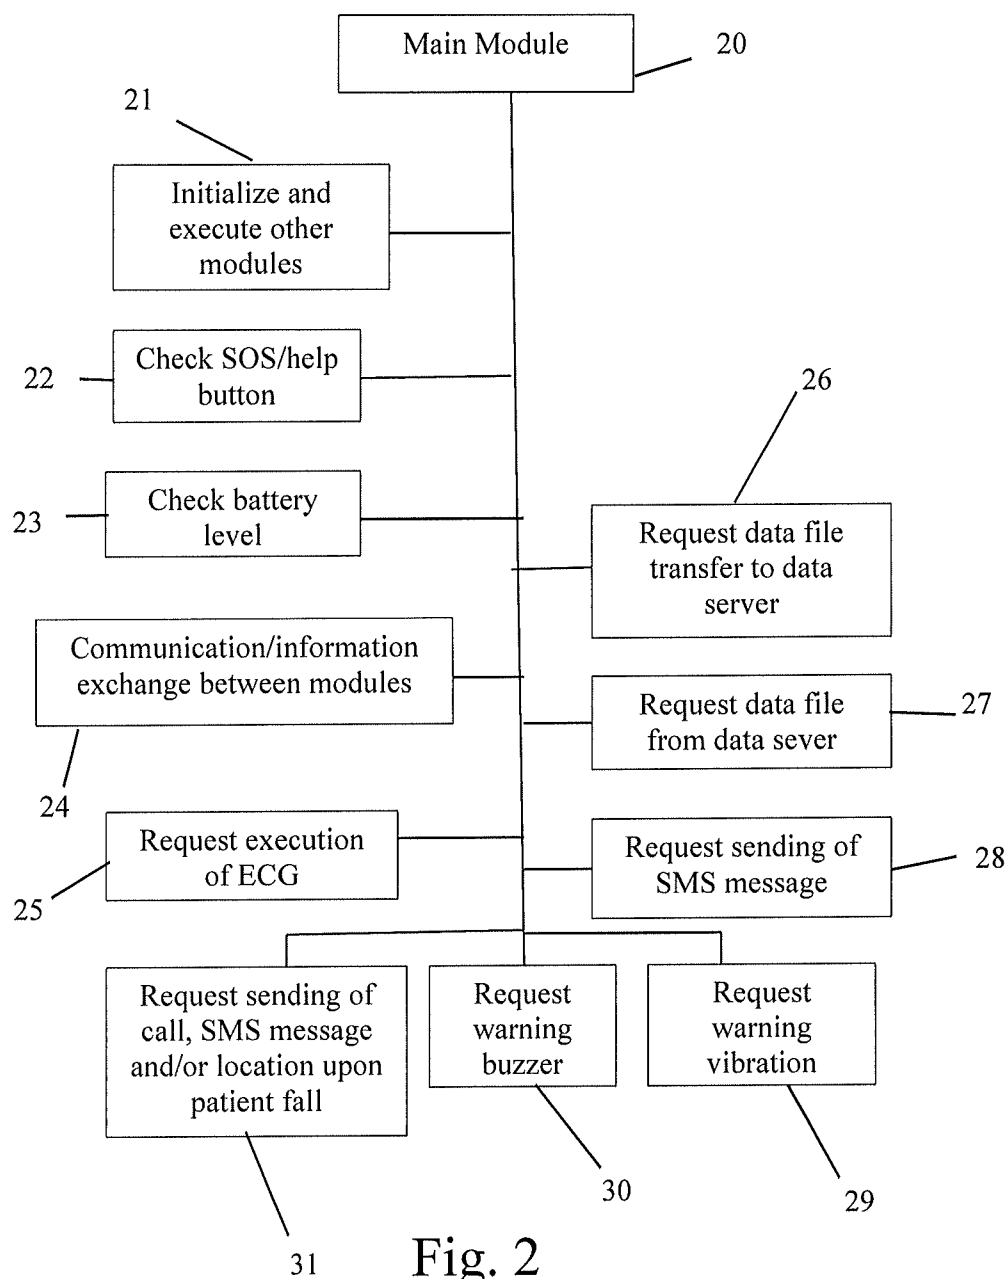 Main Module
20
21
Initialize and
execute other
modules
Check SOS/help
button
22
26
Check battery
level
23
Request data file
transfer to data
server
Communication/information
exchange between modules
24
Request data file
from data sever
27
Request execution
of ECG
25
Request sending of
SMS message
28
Request sending of
call, SMS message
and/or location upon
patient fall
Request
warning
buzzer
Request
warning
vibration
30
29
31
Fig. 2